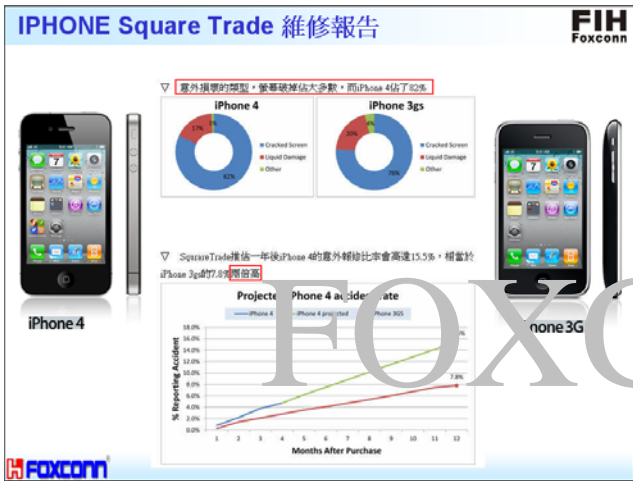 IPHONE Square Trade 維修報告
FIH
Foxconn
▽ 意外損壞的類型，螢幕破掉佔大多數，而iPhone 4佔了82%
iPhone 4
17%
82%
Cracked Screen
Liquid Damage
Other
iPhone 3gs
4%
20%
76%
Cracked Screen
Liquid Damage
Other
▽ SquareTrade推估一年後iPhone 4的意外報修比率會高達15.5%，相當於
iPhone 3gs的7.8%兩倍高
iPhone 4
Phone 3G
Projected iPhone 4 accident rate
iPhone 4
iPhone 4 projected
iPhone 3GS
18.0%
16.0%
14.0%
12.0%
10.0%
8.0%
6.0%
4.0%
2.0%
0.0%
7.8%
% Reporting Accident
1 2 3 4 5 6 7 8 9 10 11 12
Months After Purchase
FOXC
FOXCONN